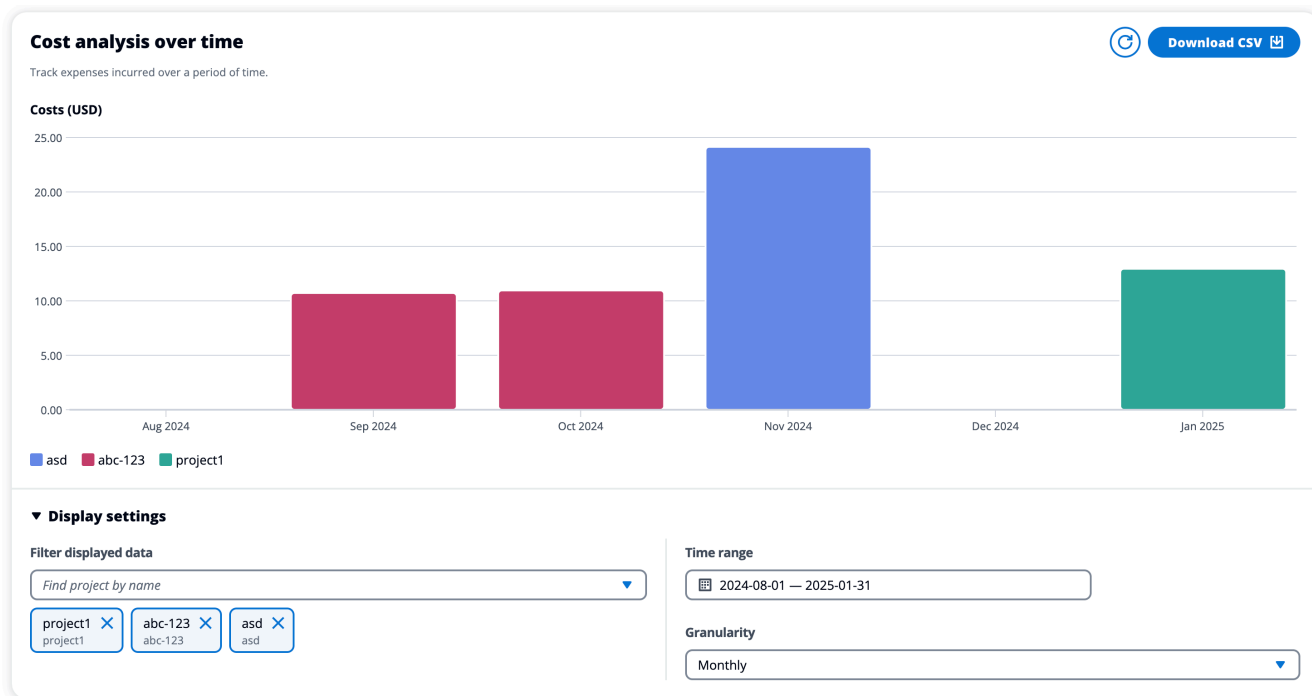 Cost analysis over time
Download CSV
Track expenses incurred over a period of time.
Costs (USD)
25.00
20.00
15.00
10.00
5.00
0.00
Aug 2024 Sep 2024 Oct 2024 Nov 2024 Dec 2024 Jan 2025
asd abc-123 project1
Display settings
Filter displayed data
Find project by name
project1 abc-123 asd
project1 abc-123 asd
Time range
2024-08-01 — 2025-01-31
Granularity
Monthly